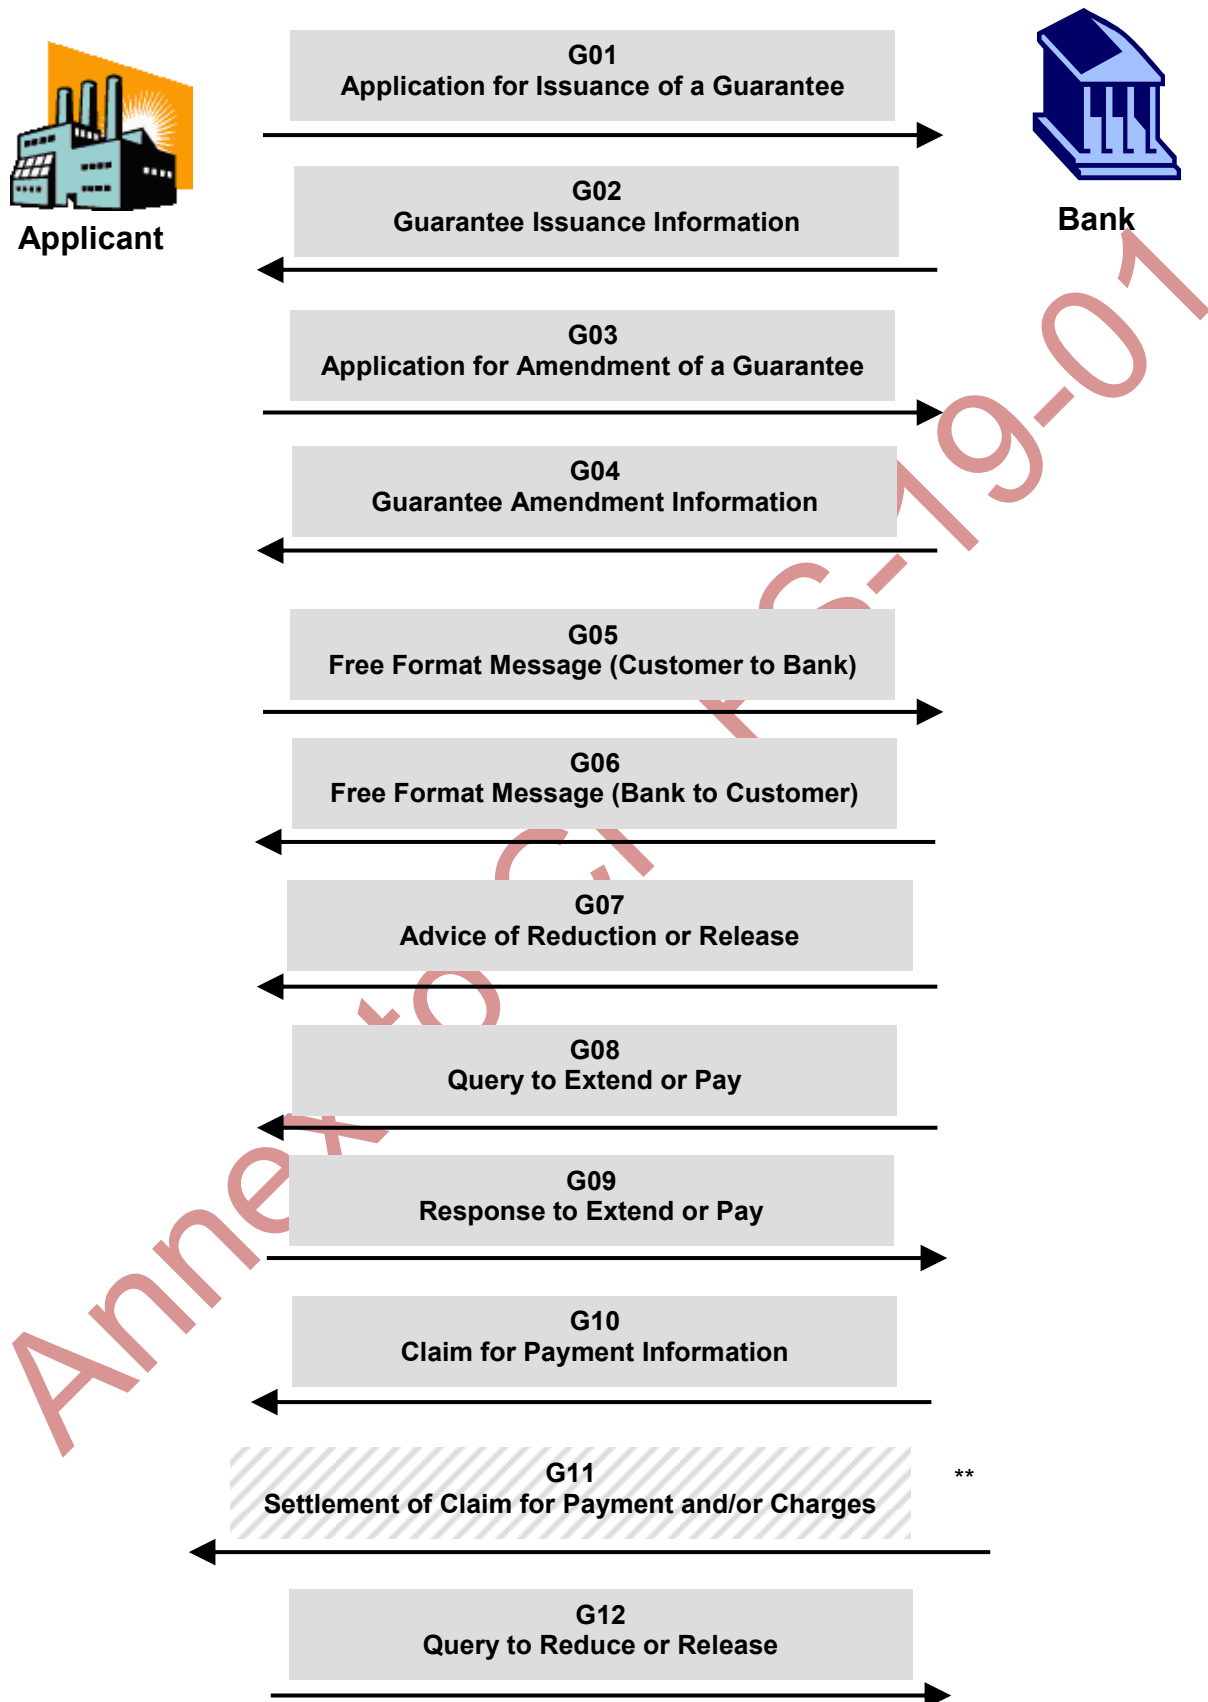 G01
Application for Issuance of a Guarantee
G02
Guarantee Issuance Information
Applicant
Bank
G03
Application for Amendment of a Guarantee
G04
Guarantee Amendment Information
G05
Free Format Message (Customer to Bank)
G06
Free Format Message (Bank to Customer)
G07
Advice of Reduction or Release
G08
Query to Extend or Pay
G09
Response to Extend or Pay
G10
Claim for Payment Information
G11
**
Settlement of Claim for Payment and/or Charges
G12
Query to Reduce or Release